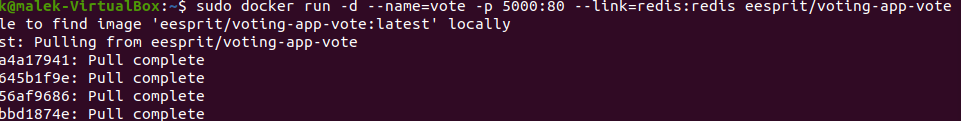 k@malek-VirtualBox:~$ sudo docker run -d --name=vote -p 5000:80 --link=redis:redis eesprit/voting-app-vote
le to find image 'eesprit/voting-app-vote:latest' locally
st: Pulling from eesprit/voting-app-vote
a4a17941: Pull complete
645b1f9e: Pull complete
56af9686: Pull complete
bbd1874e: Pull complete